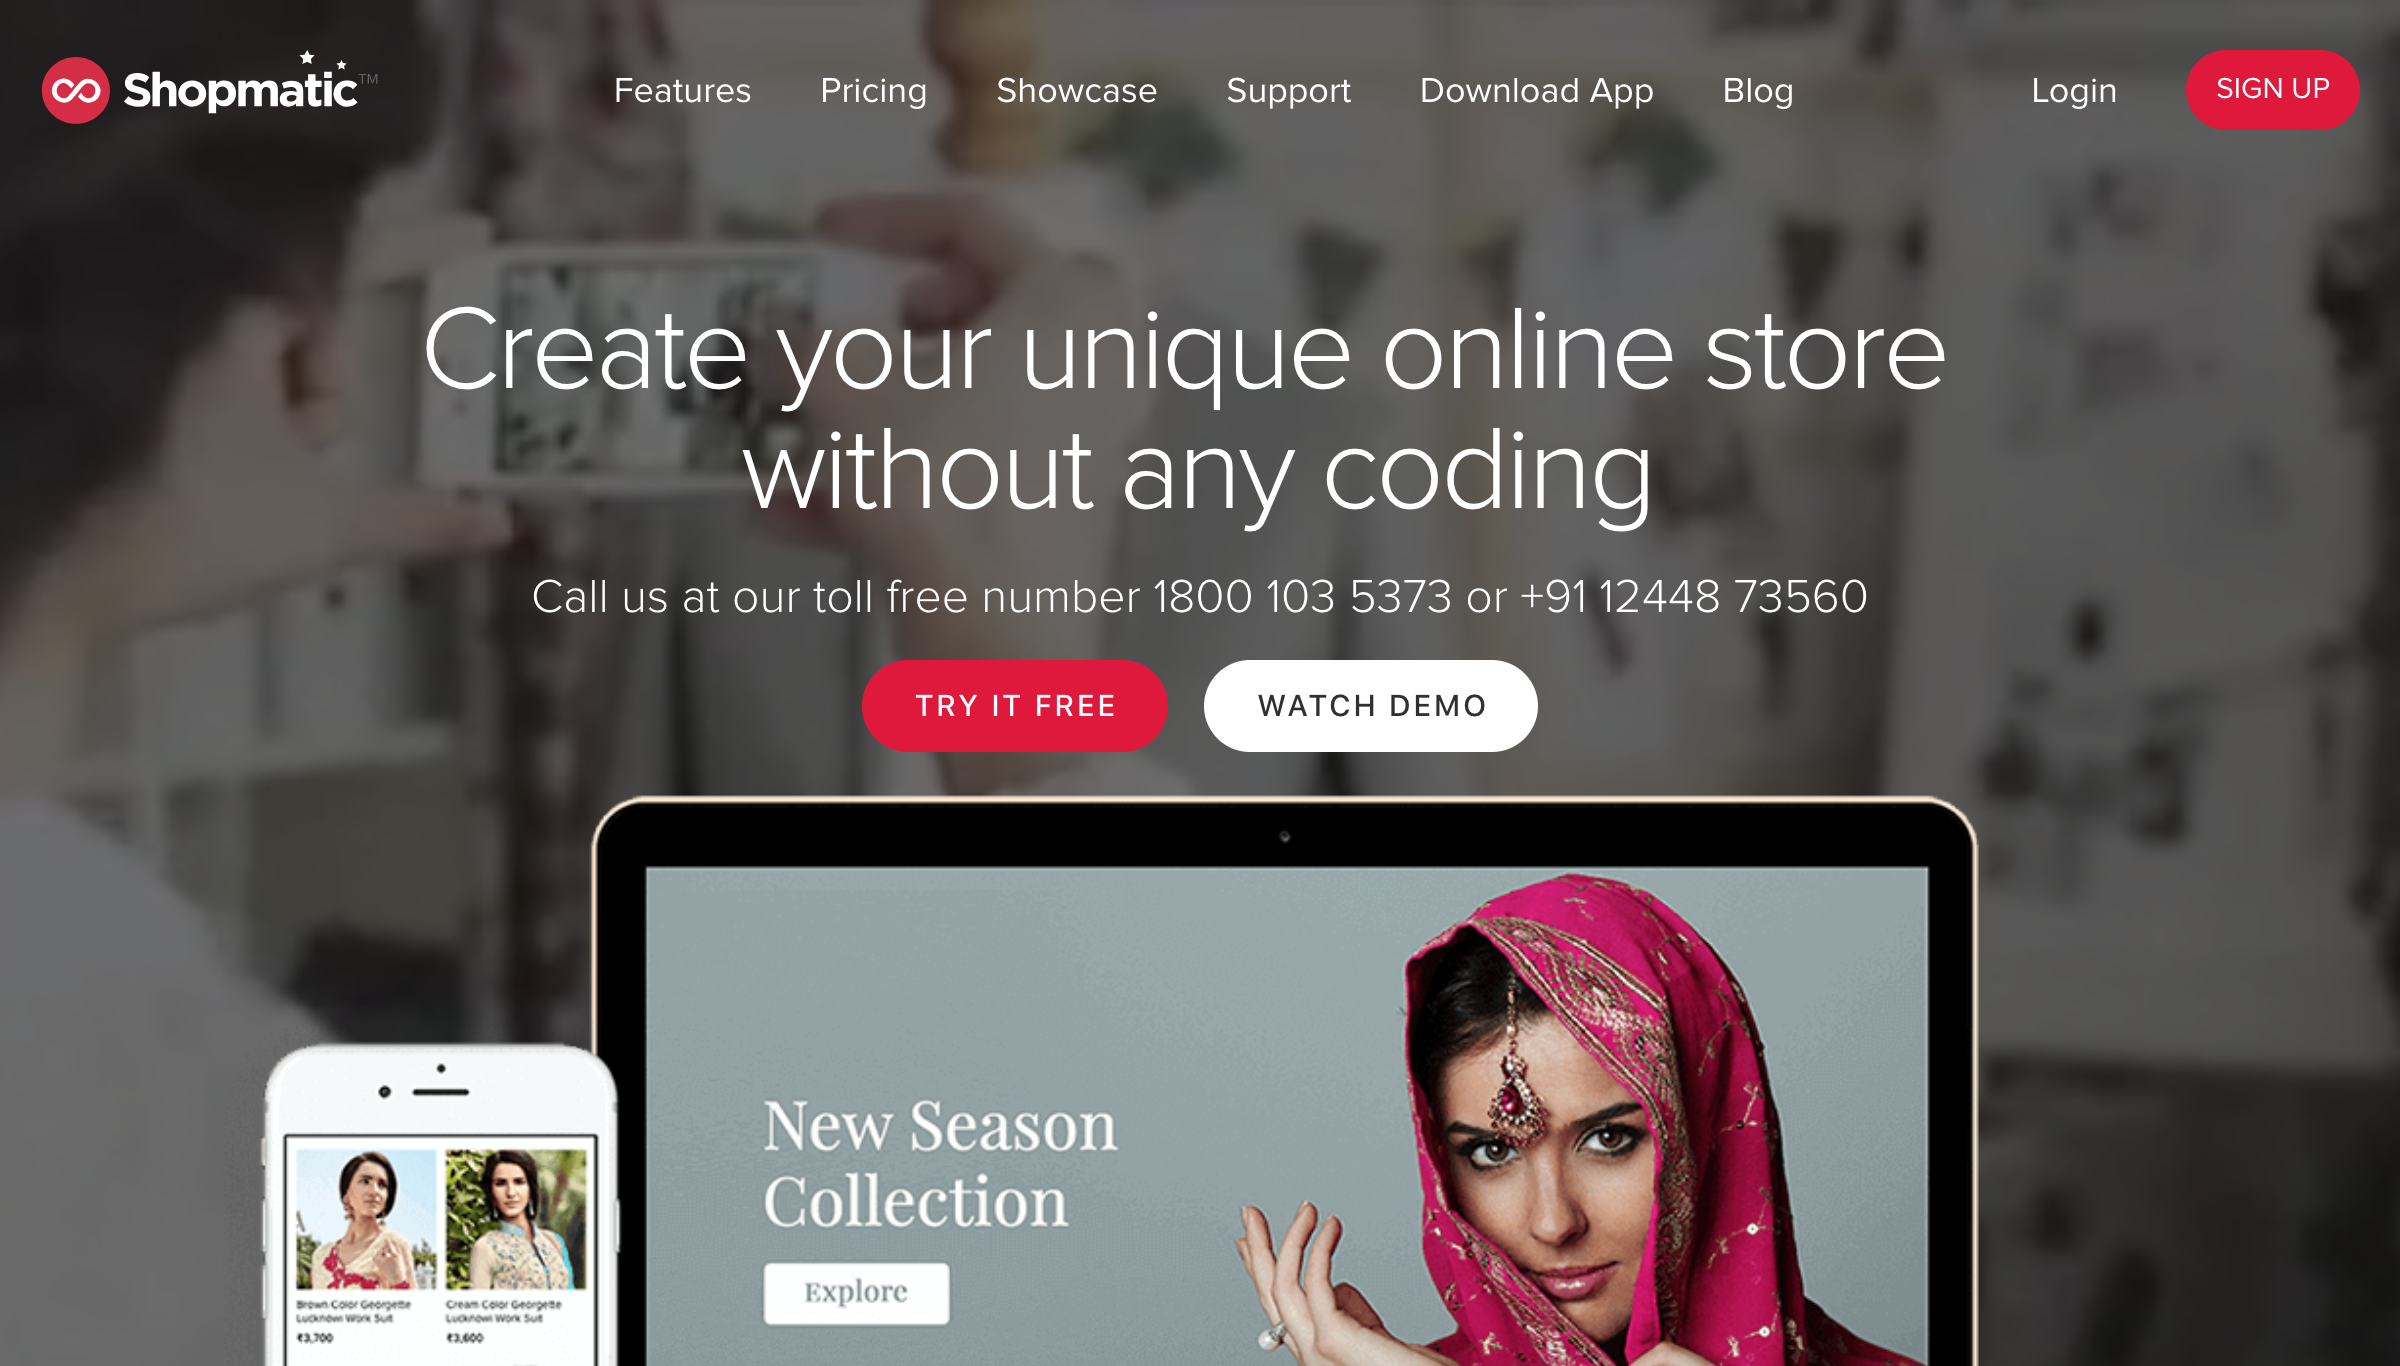 Shopmatic™
Features
Pricing
Showcase
Support
Download App
Blog
Login
SIGN UP
Create your unique online store
without any coding
Call us at our toll free number 1800 103 5373 or +91 12448 73560
TRY IT FREE
WATCH DEMO
New Season
Collection
Explore
Brown Color Georgette
Lucknowi Work Suit
₹3,700
Cream Color Georgette
Lucknowi Work Suit
₹3,600